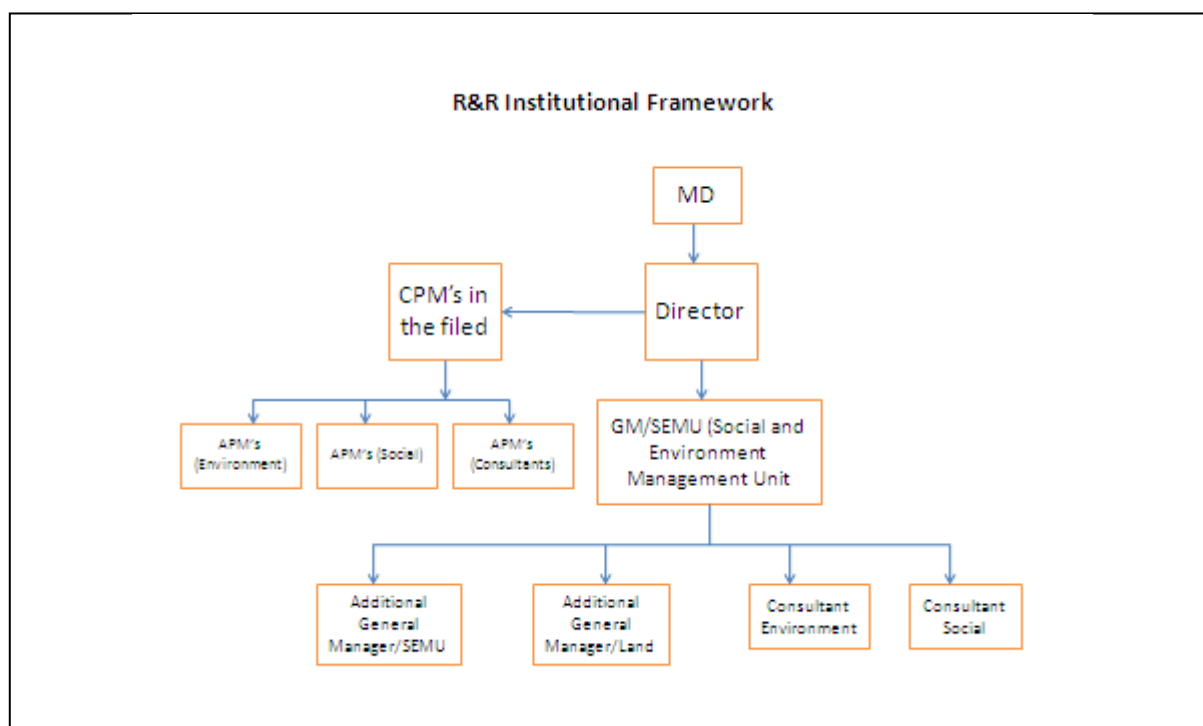 R&R Institutional Framework
MD
CPM's in
the filed
Director
APM's
(Environment)
APM's (Social)
APM's
(Consultants)
GM/SEMU (Social and
Environment
Management Unit
Additional
General
Manager/SEMU
Additional
General
Manager/Land
Consultant
Environment
Consultant
Social